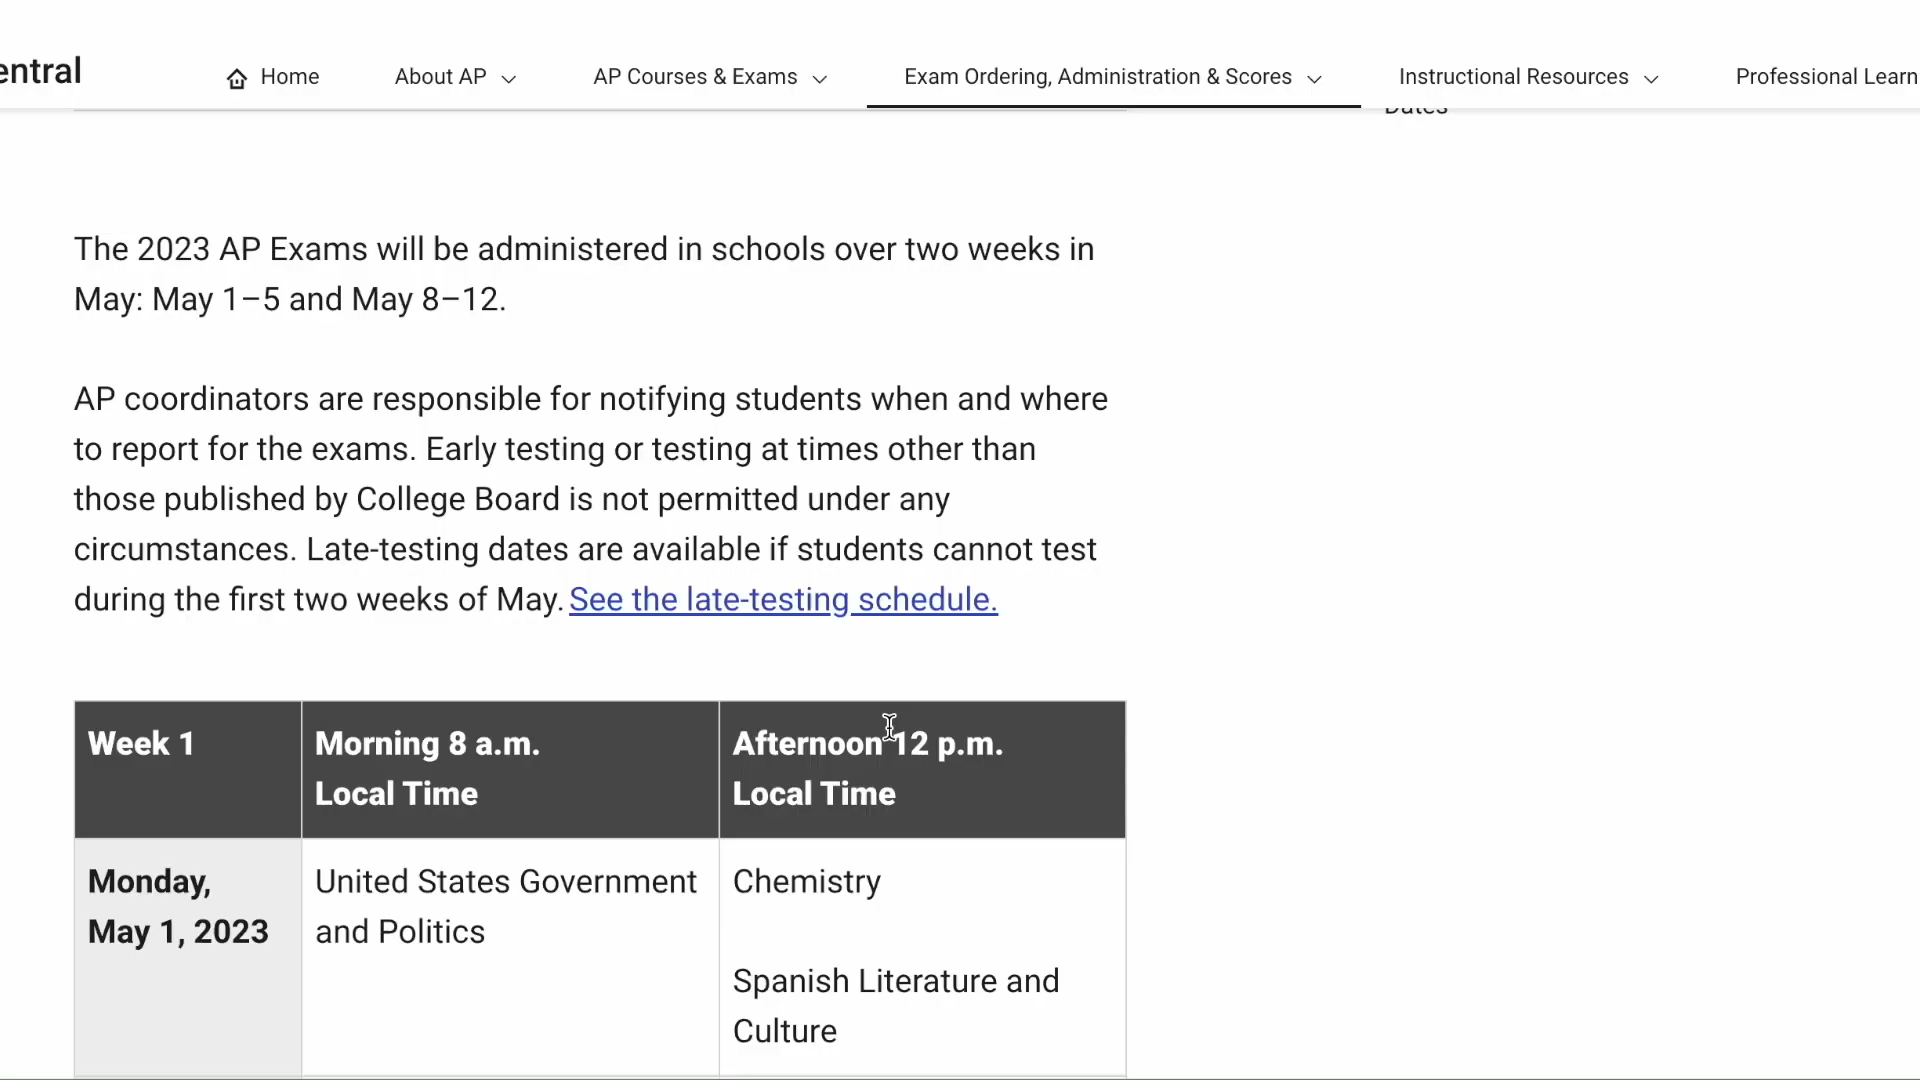 entral
Home
About AP
AP Courses & Exams
Exam Ordering, Administration & Scores
Instructional Resources
Professional Learn
Dates
The 2023 AP Exams will be administered in schools over two weeks in
May: May 1–5 and May 8–12.
AP coordinators are responsible for notifying students when and where
to report for the exams. Early testing or testing at times other than
those published by College Board is not permitted under any
circumstances. Late-testing dates are available if students cannot test
during the first two weeks of May. See the late-testing schedule.
Week 1
Morning 8 a.m.
Local Time
Afternoon 12 p.m.
Local Time
Monday,
May 1, 2023
United States Government
and Politics
Chemistry
Spanish Literature and
Culture